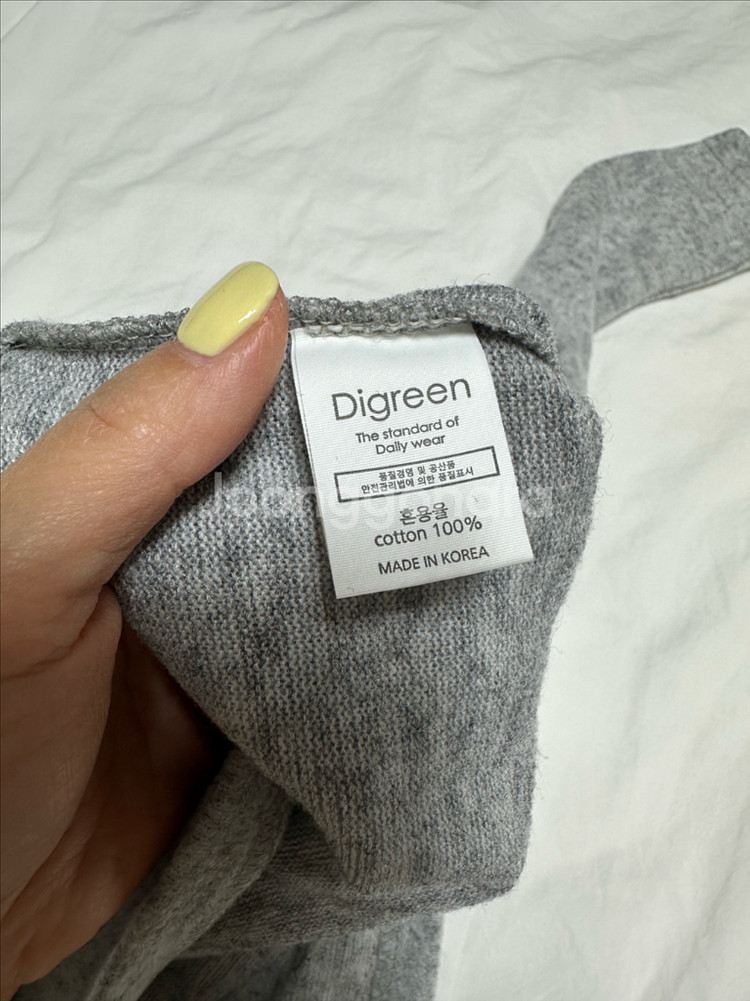 Digreen
The standard of
Daily wear
품질경영 및 공산품
안전관리법에 의한 품질표시
혼용율
cotton 100%
MADE IN KOREA